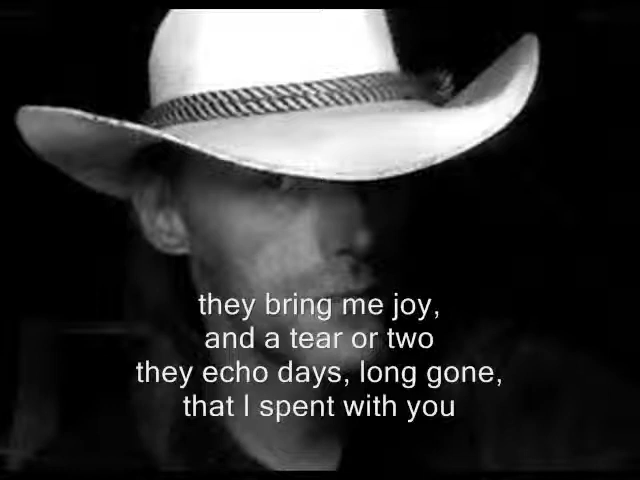 they bring me joy,
and a tear or two
they echo days, long gone,
that I spent with you